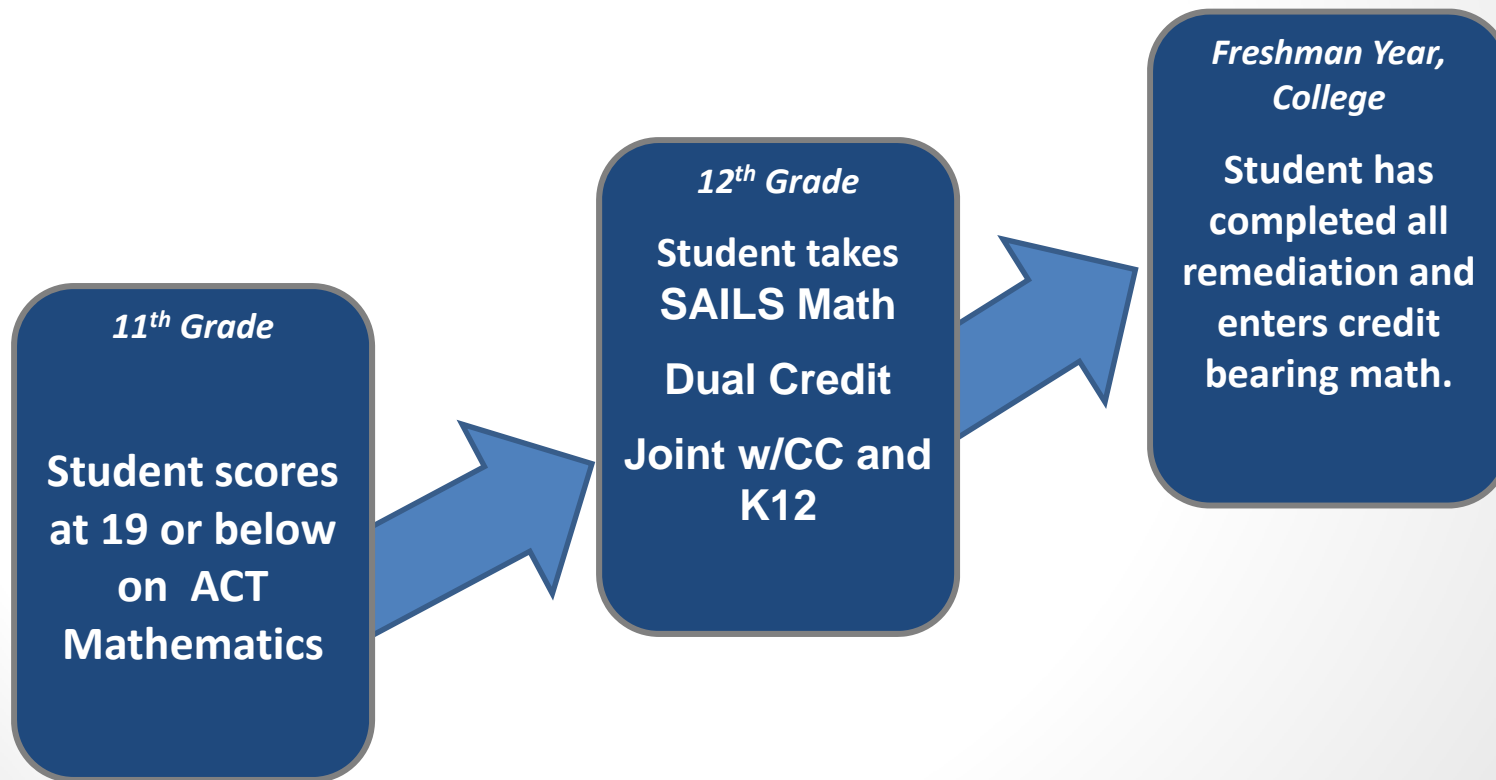 11th Grade
Student scores
at 19 or below
on ACT
Mathematics
12th Grade
Student takes
SAILS Math
Dual Credit
Joint w/CC and
K12
Freshman Year,
College
Student has
completed all
remediation and
enters credit
bearing math.